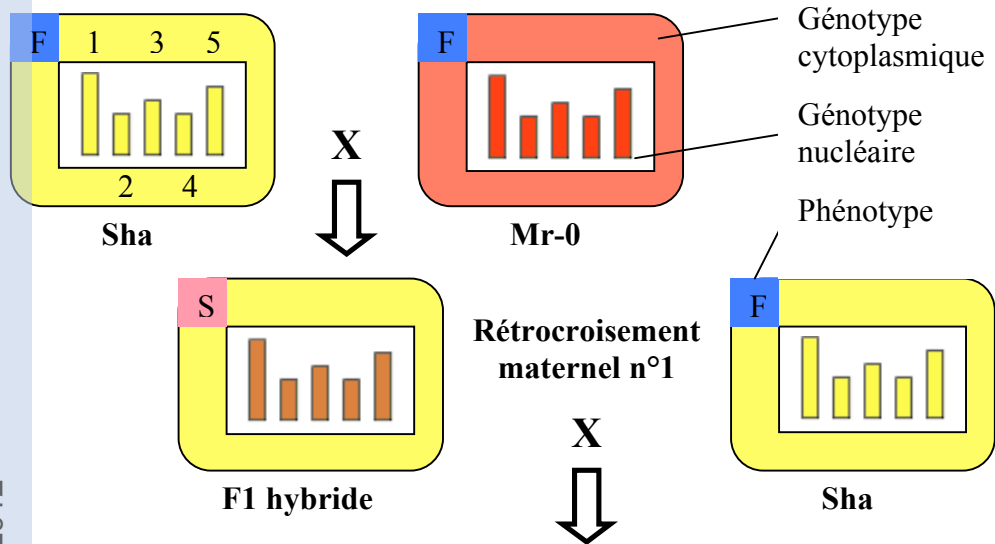 F 1 3 5
2 4
Sha
X
F
Mr-0
Génotype
cytoplasmique
Génotype
nucléaire
Phénotype
S
F1 hybride
Rétrocroisement
maternel n°1
X
F
Sha